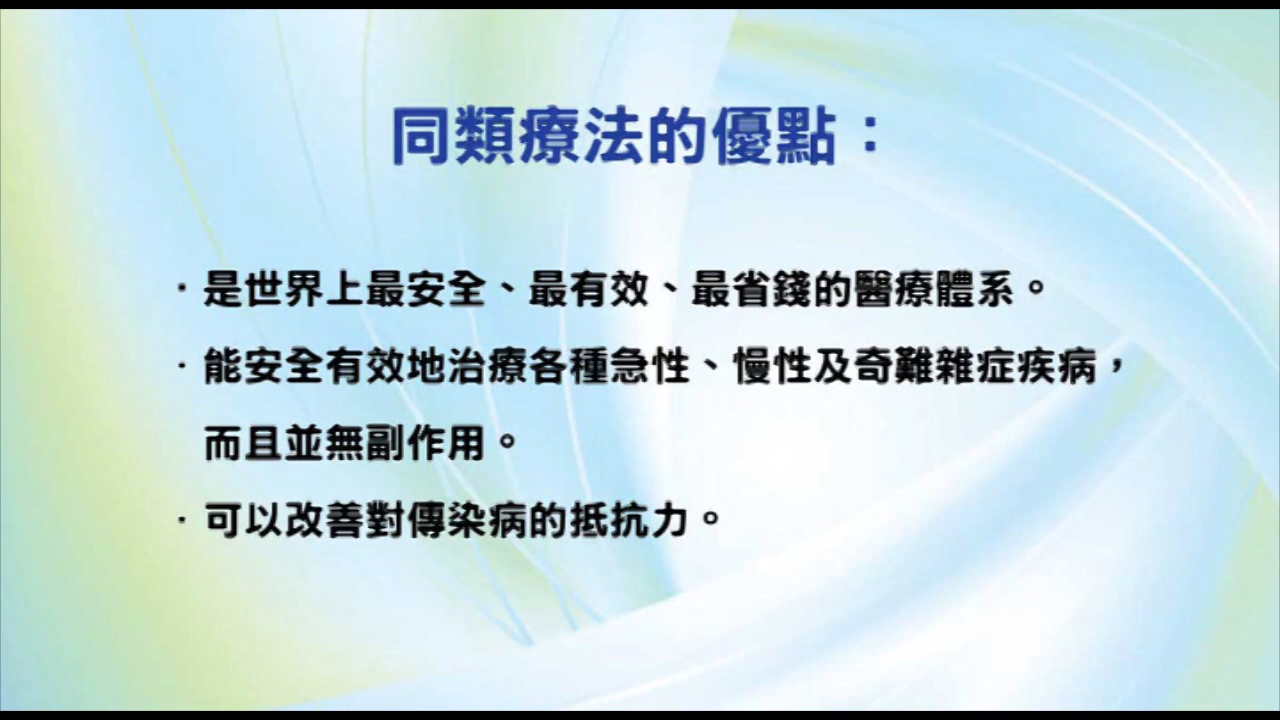 同類療法的優點：
·是世界上最安全、最有效、最省錢的醫療體系。
·能安全有效地治療各種急性、慢性及奇難雜症疾病，
而且並無副作用。
·可以改善對傳染病的抵抗力。